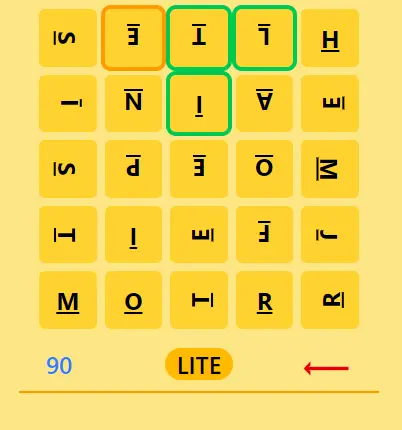 S E T L H
I N I A E
S P E O M
T I E F J
M O T R R
90 LITE ←